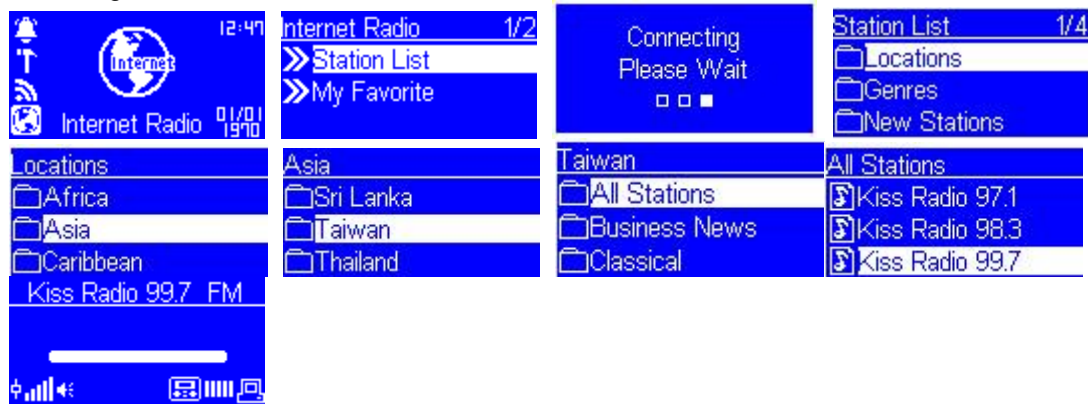 12:47
Internet
Internet Radio 01/01 1970
Internet Radio 1/2
Station List
My Favorite
Connecting
Please Wait
Station List 1/4
Locations
Genres
New Stations
Locations
Africa
Asia
Caribbean
Asia
Sri Lanka
Taiwan
Thailand
Taiwan
All Stations
Business News
Classical
All Stations
Kiss Radio 97.1
Kiss Radio 98.3
Kiss Radio 99.7
Kiss Radio 99.7 FM